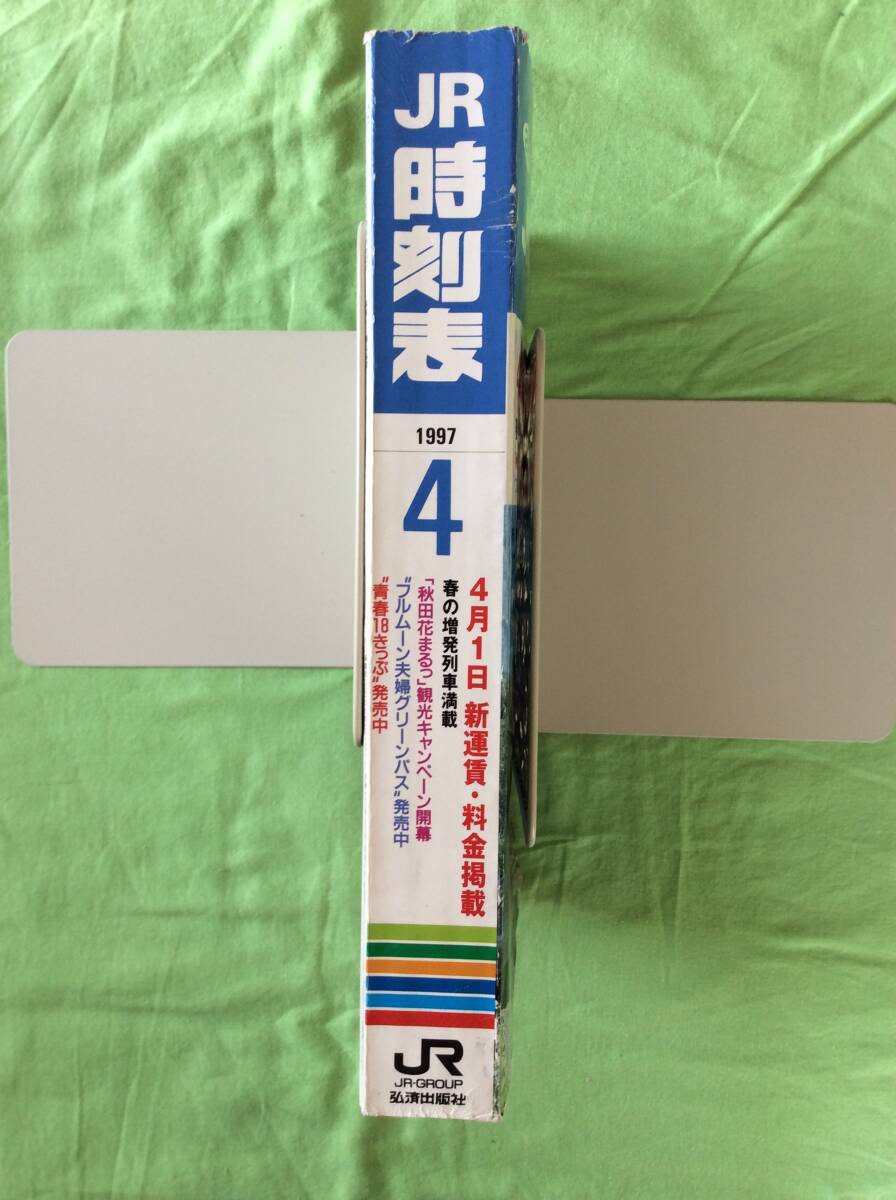 JR
時刻表
1997
4
4月1日 新運賃・料金掲載
春の増発列車満載
「秋田花まるっ」観光キャンペーン開幕
“フルムーン夫婦グリーンパス”発売中
“青春18きっぷ”発売中
JR
JR-GROUP
弘済出版社